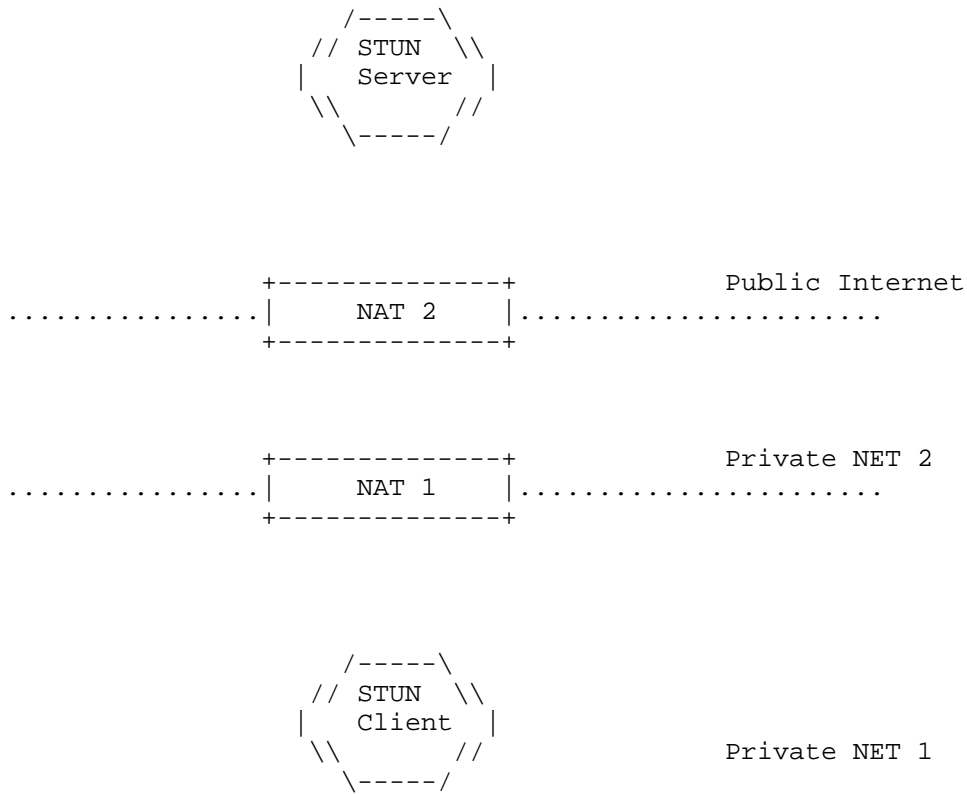 /-----\
// STUN \\
| Server |
\\ //
\-----/
+--------------+ Public Internet
................| NAT 2 |.......................
+--------------+
+--------------+ Private NET 2
................| NAT 1 |.......................
+--------------+
/-----\
// STUN \\
| Client |
\\ // Private NET 1
\-----/